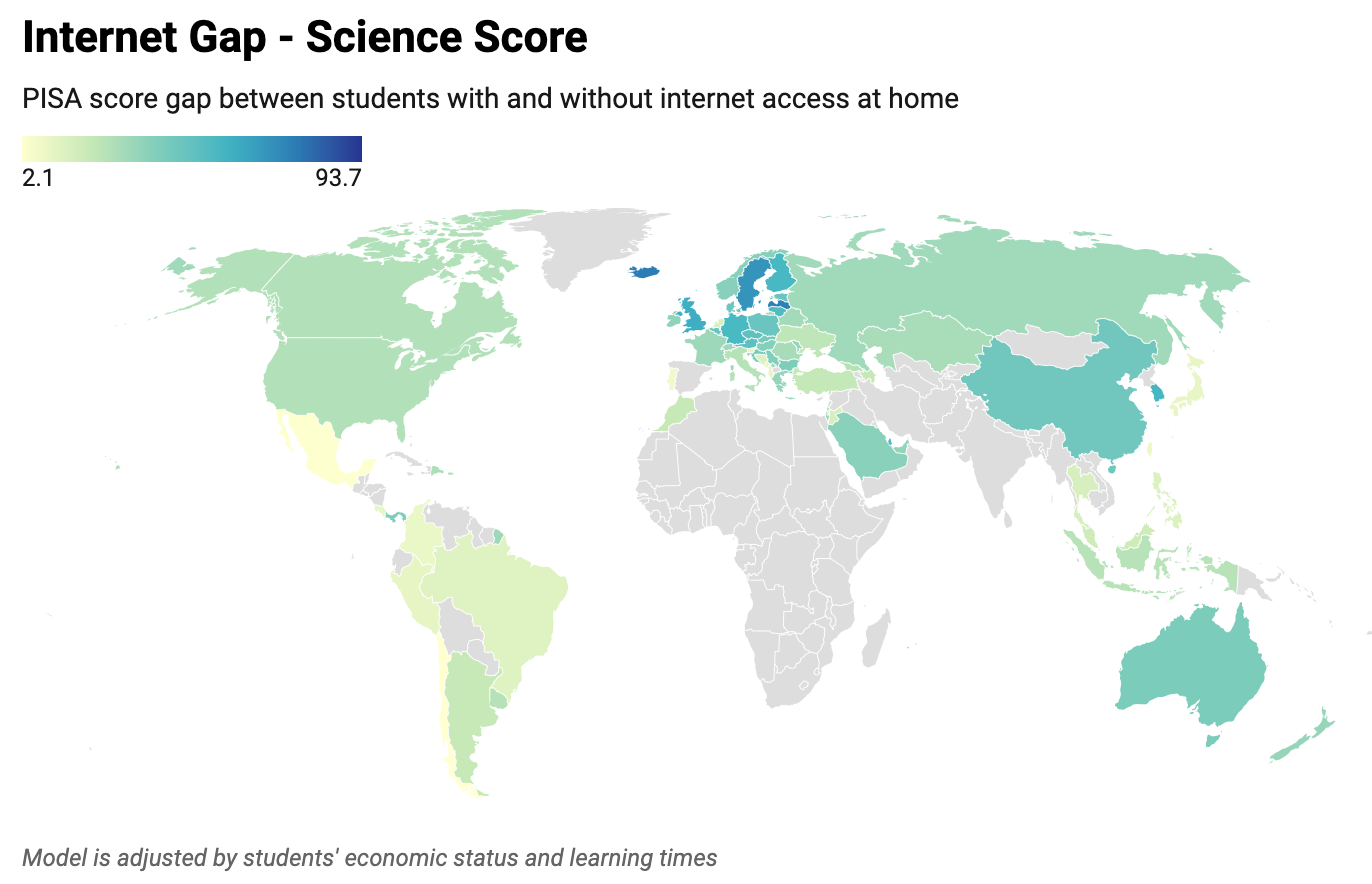 Internet Gap - Science Score
PISA score gap between students with and without internet access at home
2.1 93.7
Model is adjusted by students' economic status and learning times